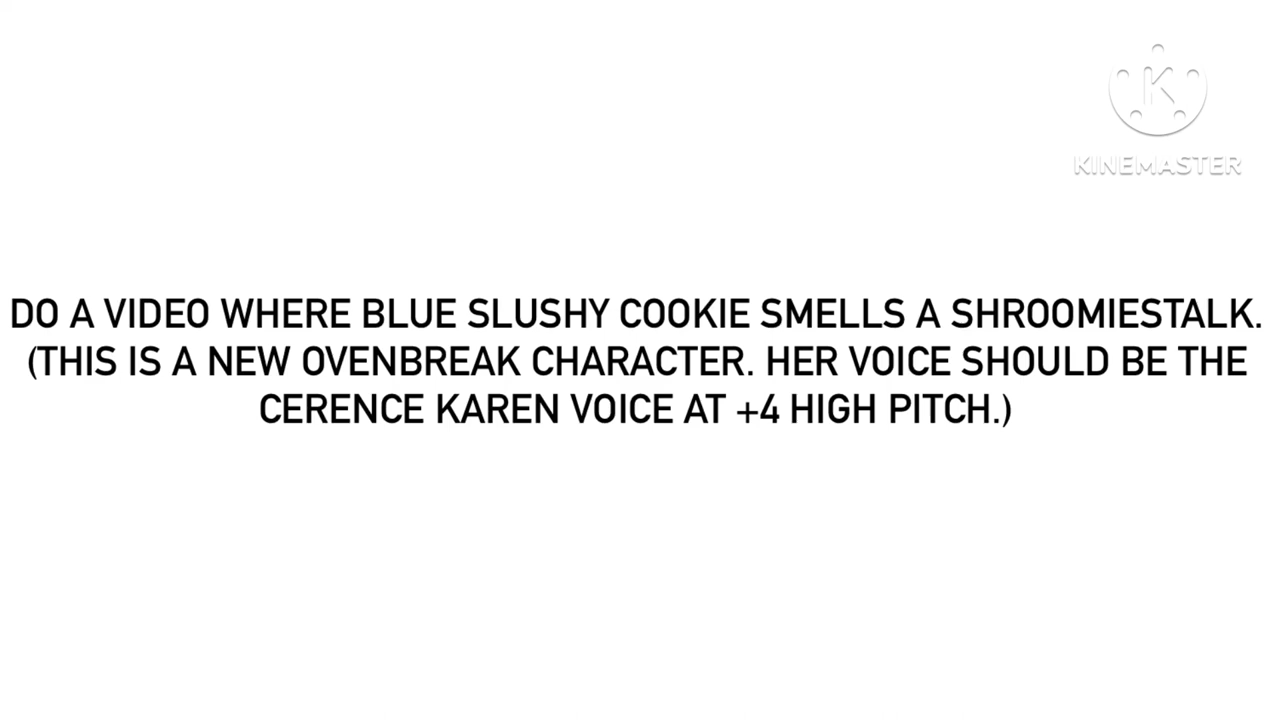 K
KINEMASTER
DO A VIDEO WHERE BLUE SLUSHY COOKIE SMELLS A SHROOMIESTALK.
(THIS IS A NEW OVENBREAK CHARACTER. HER VOICE SHOULD BE THE
CERENCE KAREN VOICE AT +4 HIGH PITCH.)